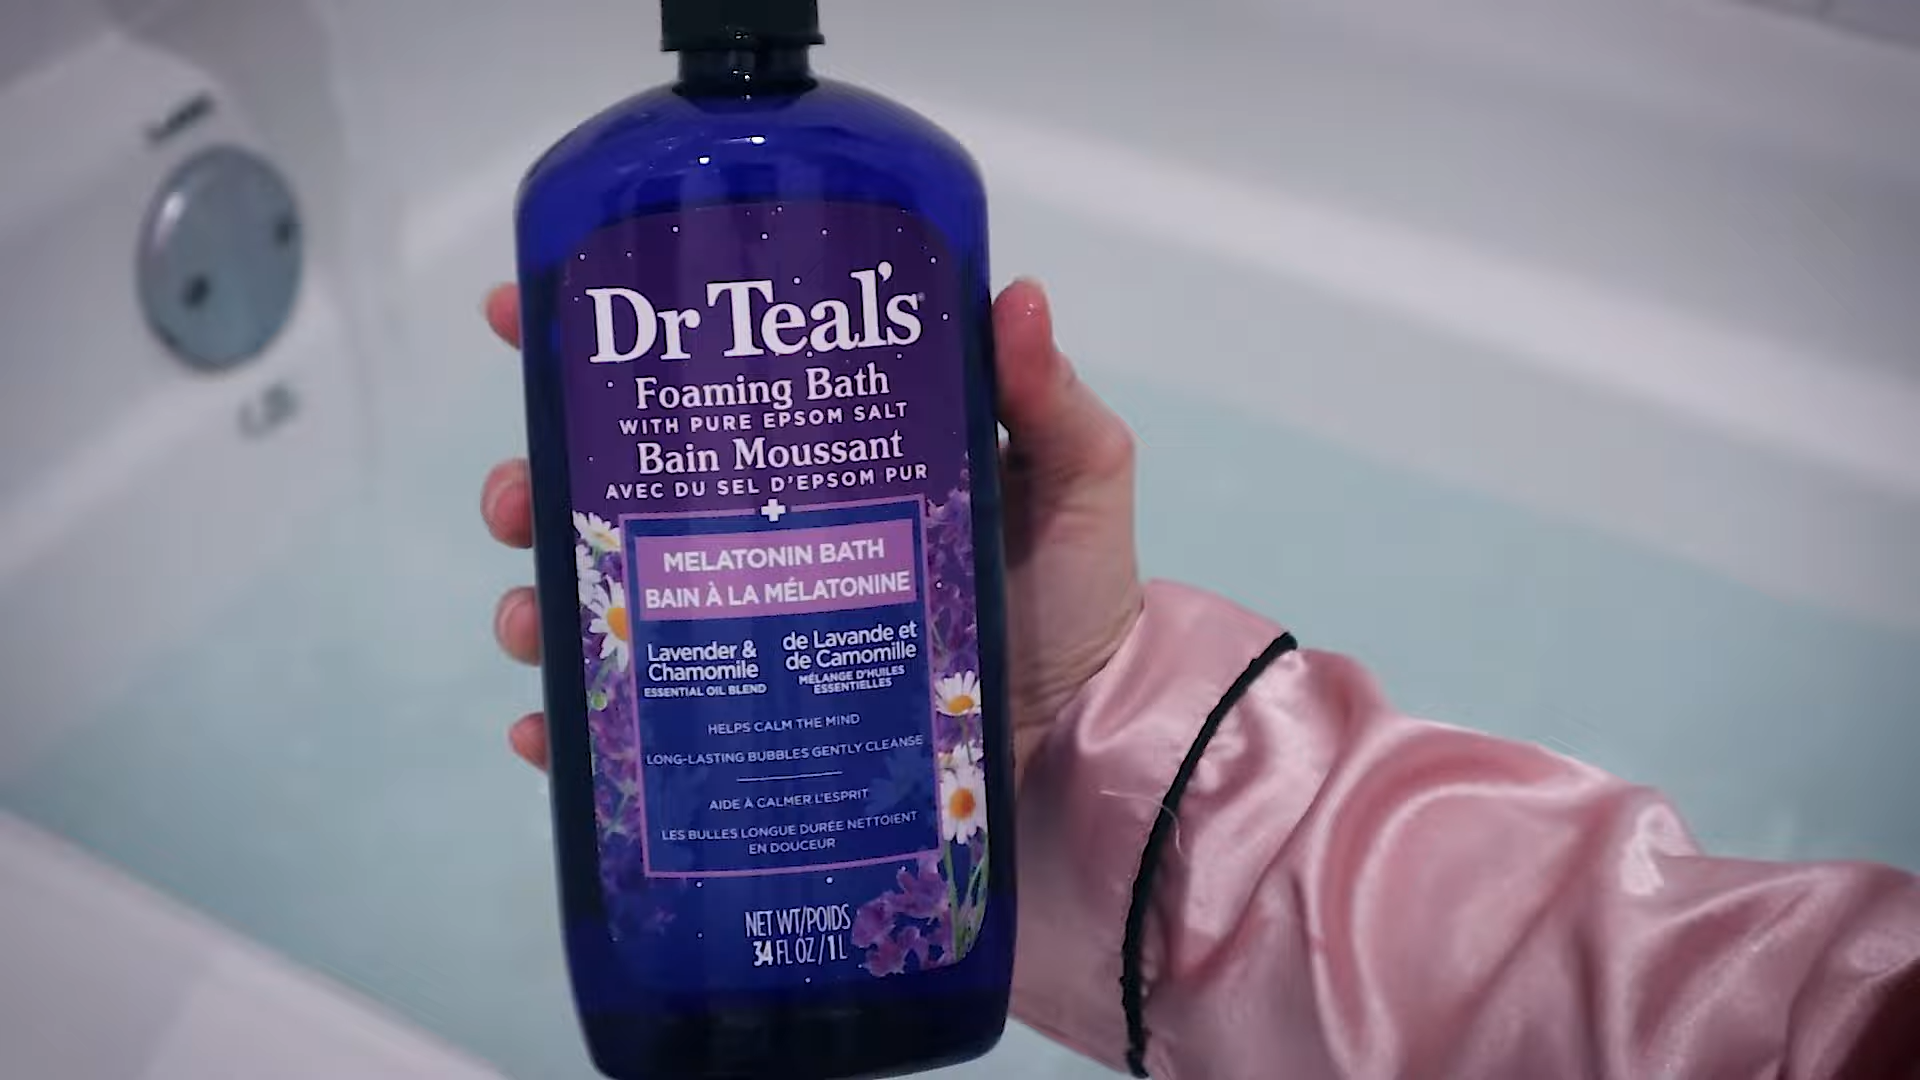 Dr Teal's
Foaming Bath
WITH PURE EPSOM SALT
Bain Moussant
AVEC DU SEL D'EPSOM PUR
MELATONIN BATH
BAIN À LA MÉLATONINE
Lavender &
Chamomile
ESSENTIAL OIL BLEND
de Lavande et
de Camomille
MÉLANGE D'HUILES
ESSENTIELLES
HELPS CALM THE MIND
LONG-LASTING BUBBLES GENTLY CLEANSE
AIDE À CALMER L'ESPRIT
LES BULLES LONGUE DURÉE NETTOIENT
EN DOUCEUR
NET WT/POIDS
34 FL OZ/1 L